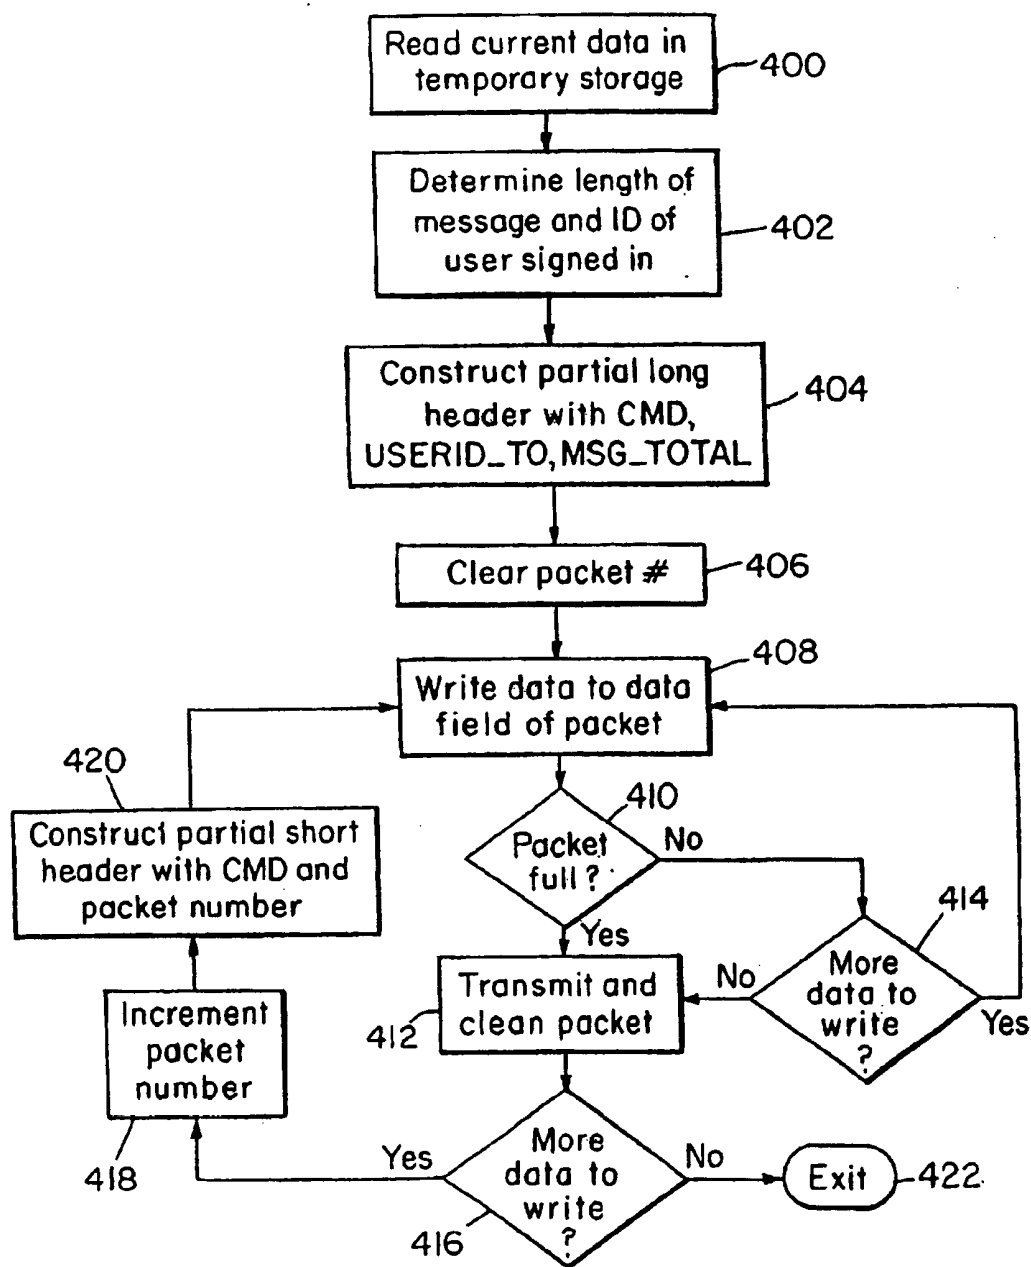 Read current data in
temporary storage
400
Determine length of
message and ID of
user signed in
402
Construct partial long
header with CMD,
USERID_TO, MSG_TOTAL
404
Clear packet #
406
Write data to data
field of packet
408
420
Construct partial short
header with CMD and
packet number
410
Packet
full ?
No
Yes
414
More
data to
write
?
No
Yes
Transmit and
clean packet
412
Increment
packet
number
418
Yes
More
data to
write
?
416
No
Exit
422